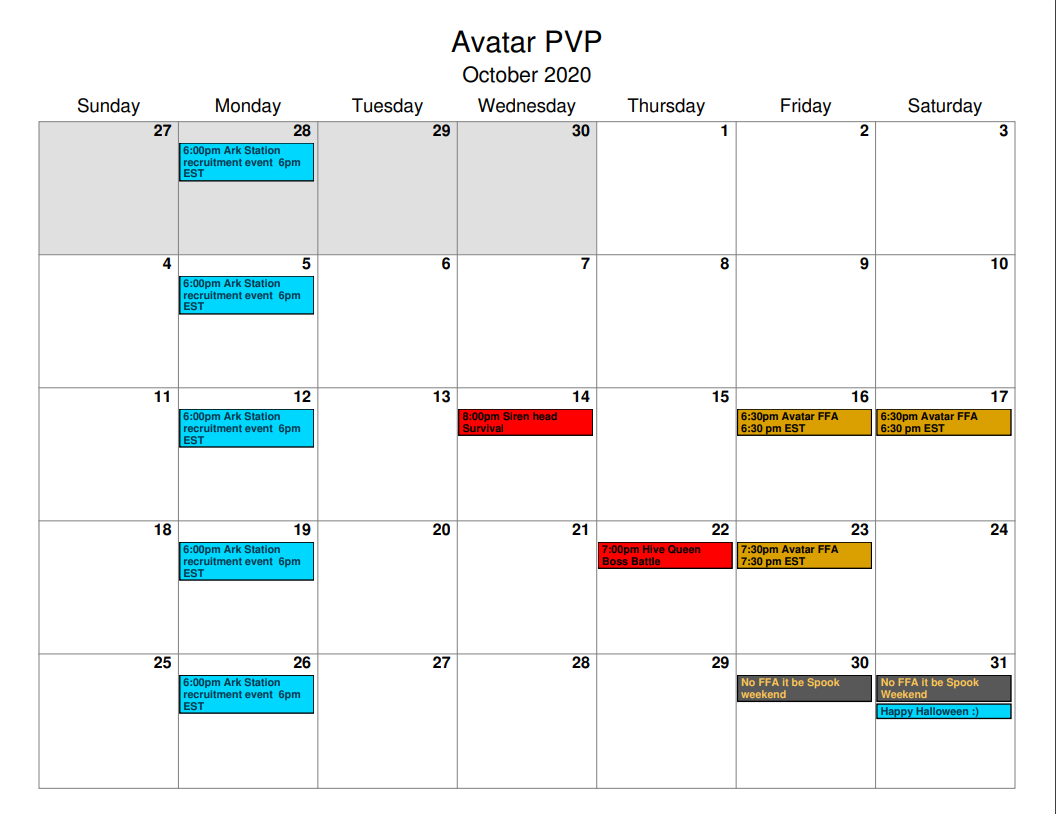 Avatar PVP
October 2020
Sunday Monday Tuesday Wednesday Thursday Friday Saturday
27 28 29 30 1 2 3
6:00pm Ark Station
recruitment event  6pm
EST
4 5 6 7 8 9 10
6:00pm Ark Station
recruitment event  6pm
EST
11 12 13 14 15 16 17
6:00pm Ark Station
recruitment event  6pm
EST
8:00pm Siren head
Survival
6:30pm Avatar FFA
6:30 pm EST
6:30pm Avatar FFA
6:30 pm EST
18 19 20 21 22 23 24
6:00pm Ark Station
recruitment event  6pm
EST
7:00pm Hive Queen
Boss Battle
7:30pm Avatar FFA
7:30 pm EST
25 26 27 28 29 30 31
6:00pm Ark Station
recruitment event  6pm
EST
No FFA it be Spook
weekend
No FFA it be Spook
Weekend
Happy Halloween :)